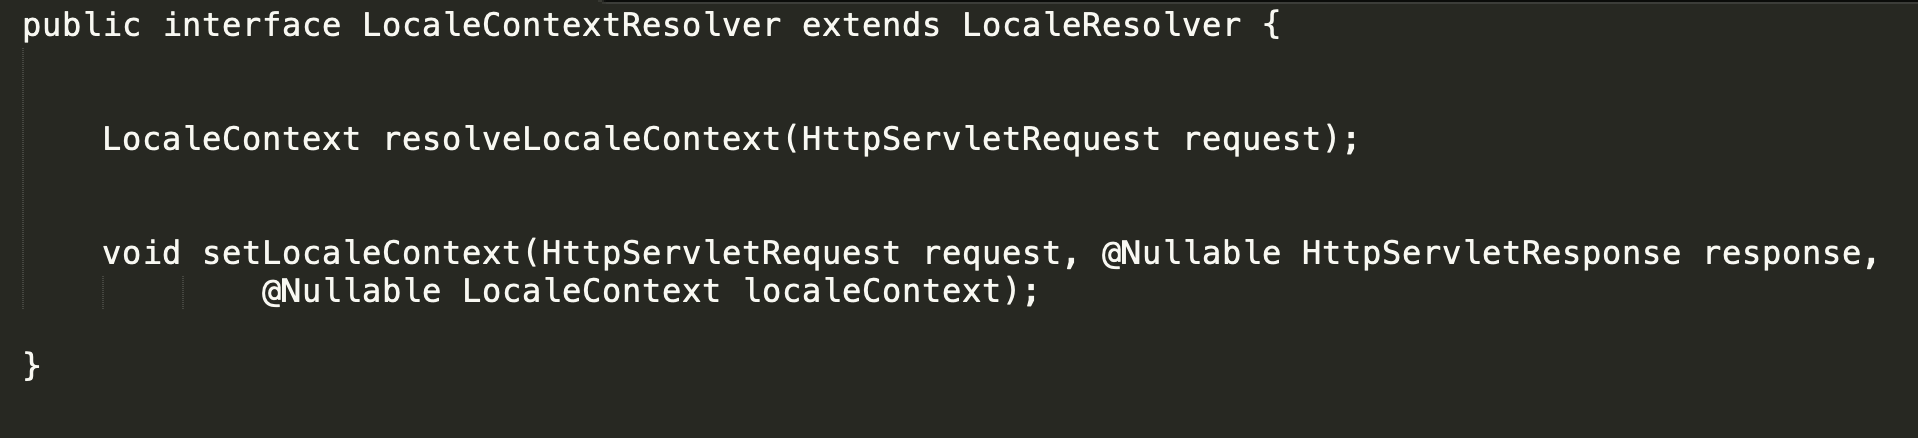 public interface LocaleContextResolver extends LocaleResolver {
LocaleContext resolveLocaleContext(HttpServletRequest request);
void setLocaleContext(HttpServletRequest request, @Nullable HttpServletResponse response,
@Nullable LocaleContext localeContext);
}